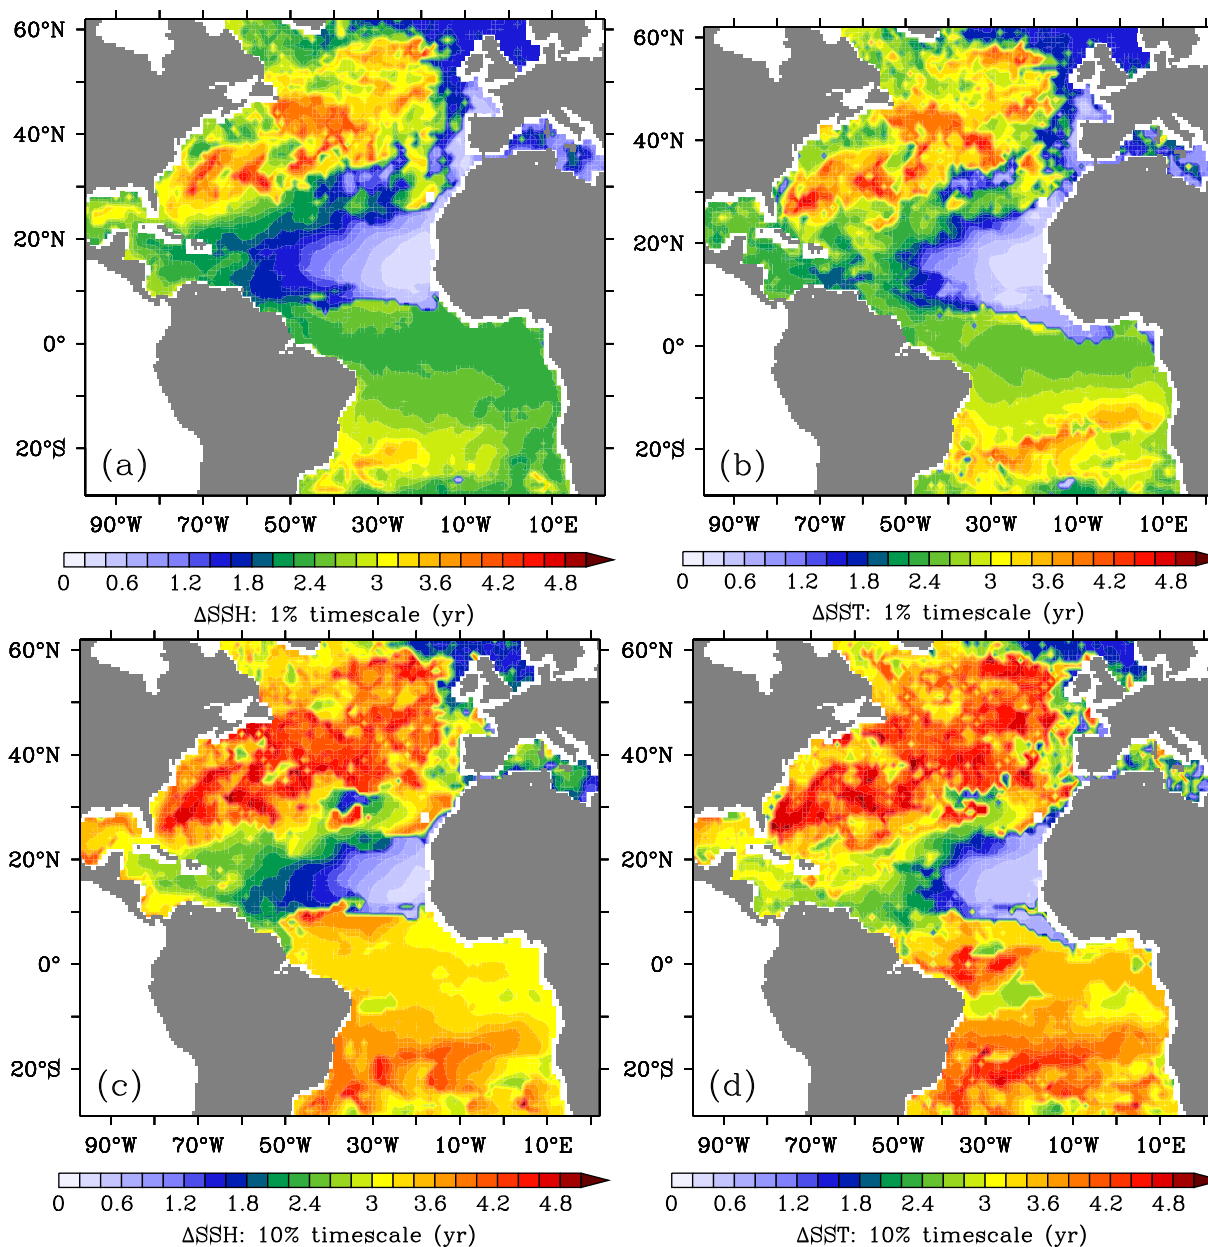 60°N
40°N
20°N
0°
20°S
(a)
90°W 70°W 50°W 30°W 10°W 10°E
0 0.6 1.2 1.8 2.4 3 3.6 4.2 4.8
ΔSSH: 1% timescale (yr)
60°N
40°N
20°N
0°
20°S
(b)
90°W 70°W 50°W 30°W 10°W 10°E
0 0.6 1.2 1.8 2.4 3 3.6 4.2 4.8
ΔSST: 1% timescale (yr)
60°N
40°N
20°N
0°
20°S
(c)
90°W 70°W 50°W 30°W 10°W 10°E
0 0.6 1.2 1.8 2.4 3 3.6 4.2 4.8
ΔSSH: 10% timescale (yr)
60°N
40°N
20°N
0°
20°S
(d)
90°W 70°W 50°W 30°W 10°W 10°E
0 0.6 1.2 1.8 2.4 3 3.6 4.2 4.8
ΔSST: 10% timescale (yr)